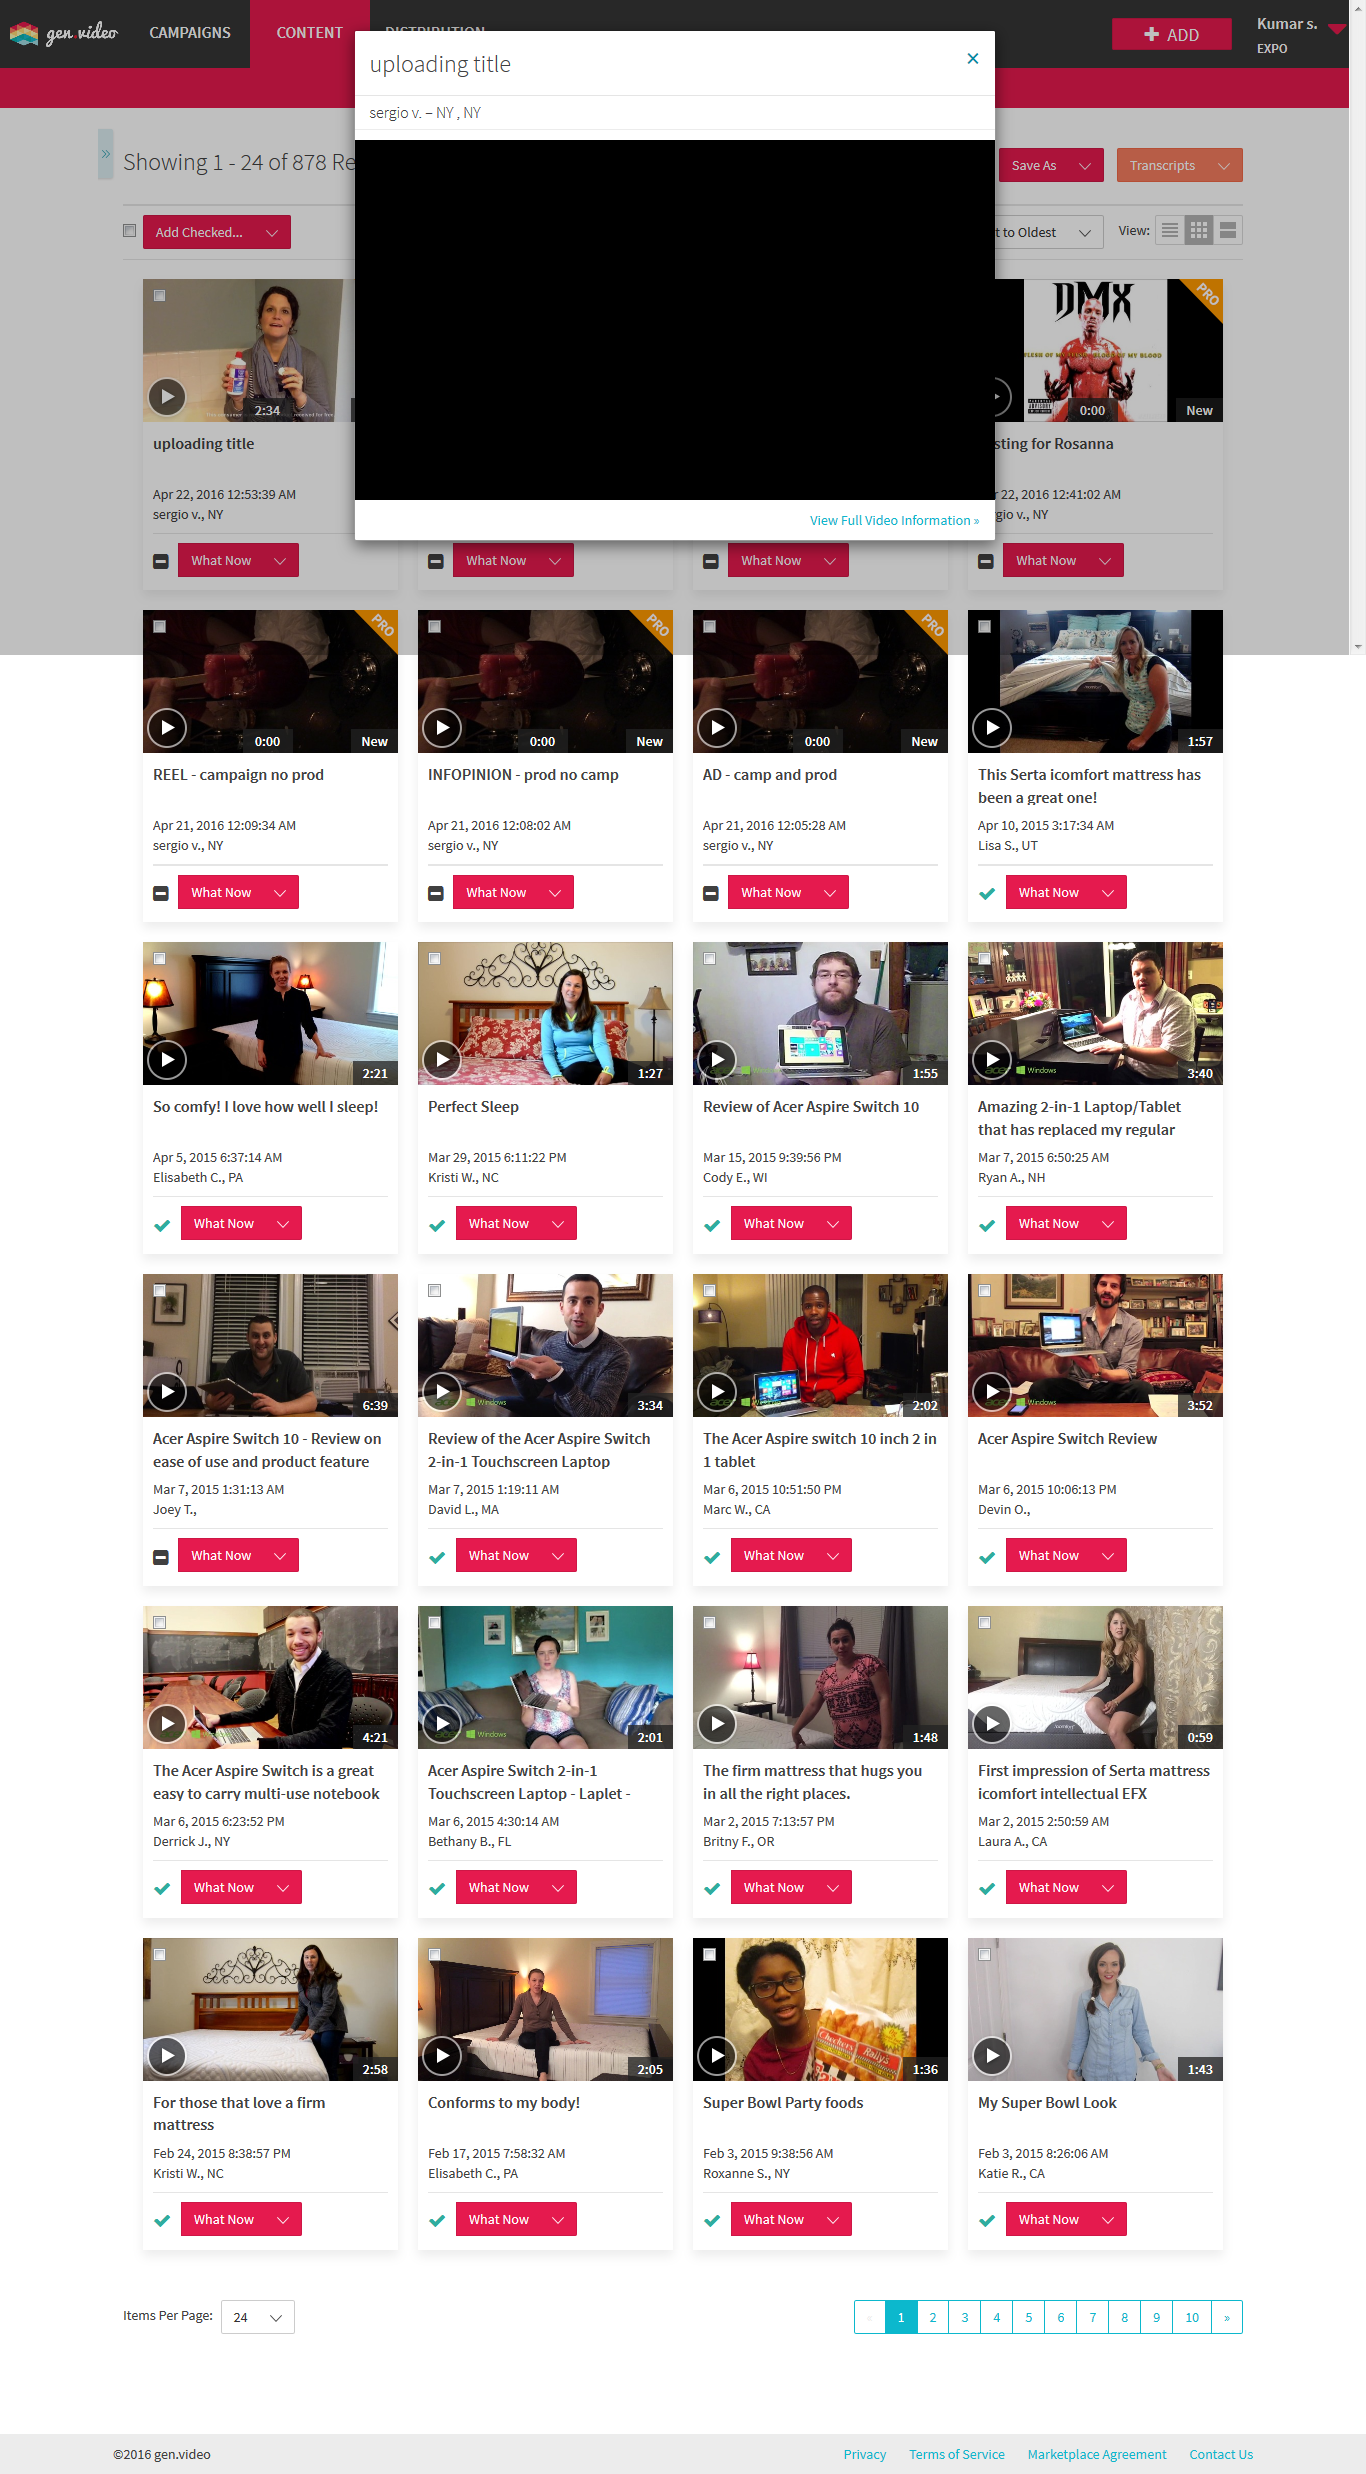 gen.video
CAMPAIGNS
CONTENT
DISTRIBUTION
ADD
Kumar s.
EXPO
uploading title
×
sergio v. – NY , NY
»
Showing 1 - 24 of 878 Re
Save As
Transcripts
Add Checked...
t to Oldest
View:
2:34
DMX
FLESH OF MY FLESH BLOOD OF MY BLOOD
PRO
0:00
New
uploading title
sting for Rosanna
Apr 22, 2016 12:53:39 AM
r 22, 2016 12:41:02 AM
sergio v., NY
gio v., NY
View Full Video Information »
What Now
What Now
What Now
What Now
PRO
PRO
PRO
0:00
New
0:00
New
0:00
New
1:57
REEL - campaign no prod
INFOPINION - prod no camp
AD - camp and prod
This Serta icomfort mattress has
been a great one!
Apr 21, 2016 12:09:34 AM
Apr 21, 2016 12:08:02 AM
Apr 21, 2016 12:05:28 AM
Apr 10, 2015 3:17:34 AM
sergio v., NY
sergio v., NY
sergio v., NY
Lisa S., UT
What Now
What Now
What Now
What Now
2:21
1:27
acer
Windows
1:55
acer
Windows
3:40
So comfy! I love how well I sleep!
Perfect Sleep
Review of Acer Aspire Switch 10
Amazing 2-in-1 Laptop/Tablet
that has replaced my regular
Apr 5, 2015 6:37:14 AM
Mar 29, 2015 6:11:22 PM
Mar 15, 2015 9:39:56 PM
Mar 7, 2015 6:50:25 AM
Elisabeth C., PA
Kristi W., NC
Cody E., WI
Ryan A., NH
What Now
What Now
What Now
What Now
6:39
acer
Windows
3:34
acer
Windows
2:02
acer
Windows
3:52
Acer Aspire Switch 10 - Review on
ease of use and product feature
Review of the Acer Aspire Switch
2-in-1 Touchscreen Laptop
The Acer Aspire switch 10 inch 2 in
1 tablet
Acer Aspire Switch Review
Mar 7, 2015 1:31:13 AM
Mar 7, 2015 1:19:11 AM
Mar 6, 2015 10:51:50 PM
Mar 6, 2015 10:06:13 PM
Joey T.,
David L., MA
Marc W., CA
Devin O.,
What Now
What Now
What Now
What Now
4:21
acer
Windows
2:01
1:48
0:59
The Acer Aspire Switch is a great
easy to carry multi-use notebook
Acer Aspire Switch 2-in-1
Touchscreen Laptop - Laplet -
The firm mattress that hugs you
in all the right places.
First impression of Serta mattress
icomfort intellectual EFX
Mar 6, 2015 6:23:52 PM
Mar 6, 2015 4:30:14 AM
Mar 2, 2015 7:13:57 PM
Mar 2, 2015 2:50:59 AM
Derrick J., NY
Bethany B., FL
Britny F., OR
Laura A., CA
What Now
What Now
What Now
What Now
2:58
2:05
Checkers
Rallys
1:36
1:43
For those that love a firm
mattress
Conforms to my body!
Super Bowl Party foods
My Super Bowl Look
Feb 24, 2015 8:38:57 PM
Feb 17, 2015 7:58:32 AM
Feb 3, 2015 9:38:56 AM
Feb 3, 2015 8:26:06 AM
Kristi W., NC
Elisabeth C., PA
Roxanne S., NY
Katie R., CA
What Now
What Now
What Now
What Now
Items Per Page:
24
« 1 2 3 4 5 6 7 8 9 10 »
©2016 gen.video
Privacy
Terms of Service
Marketplace Agreement
Contact Us